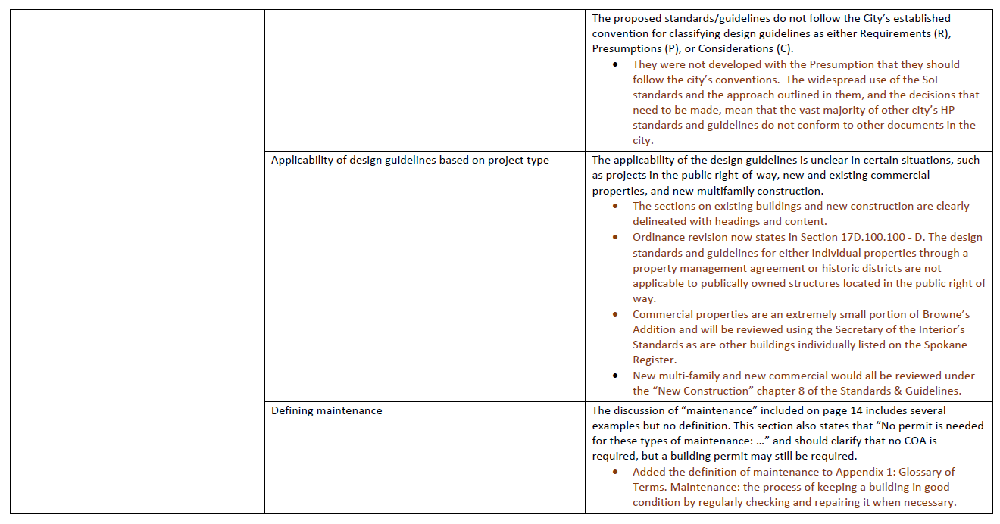 The proposed standards/guidelines do not follow the City’s established
convention for classifying design guidelines as either Requirements (R),
Presumptions (P), or Considerations (C).
• They were not developed with the Presumption that they should
follow the city’s conventions.  The widespread use of the SoI
standards and the approach outlined in them, and the decisions that
need to be made, mean that the vast majority of other city’s HP
standards and guidelines do not conform to other documents in the
city.
Applicability of design guidelines based on project type
The applicability of the design guidelines is unclear in certain situations, such
as projects in the public right-of-way, new and existing commercial
properties, and new multifamily construction.
• The sections on existing buildings and new construction are clearly
delineated with headings and content.
• Ordinance revision now states in Section 17D.100.100 - D. The design
standards and guidelines for either individual properties through a
property management agreement or historic districts are not
applicable to publically owned structures located in the public right of
way.
• Commercial properties are an extremely small portion of Browne’s
Addition and will be reviewed using the Secretary of the Interior’s
Standards as are other buildings individually listed on the Spokane
Register.
• New multi-family and new commercial would all be reviewed under
the “New Construction” chapter 8 of the Standards & Guidelines.
Defining maintenance
The discussion of “maintenance” included on page 14 includes several
examples but no definition. This section also states that “No permit is needed
for these types of maintenance: …” and should clarify that no COA is
required, but a building permit may still be required.
• Added the definition of maintenance to Appendix 1: Glossary of
Terms. Maintenance: the process of keeping a building in good
condition by regularly checking and repairing it when necessary.